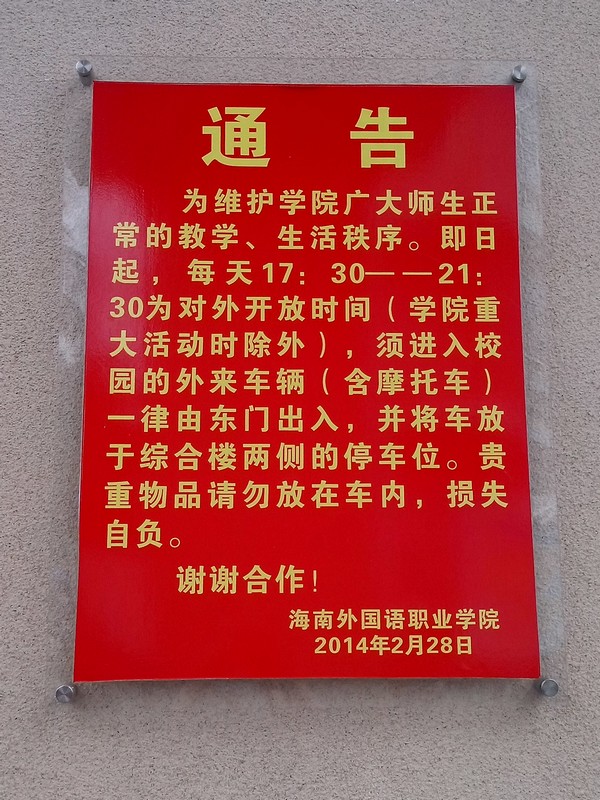 通告
为维护学院广大师生正
常的教学、生活秩序。即日
起，每天17：30——21：
30为对外开放时间（学院重
大活动时除外），须进入校
园的外来车辆（含摩托车）
一律由东门出入，并将车放
于综合楼两侧的停车位。贵
重物品请勿放在车内，损失
自负。
谢谢合作！
海南外国语职业学院
2014年2月28日